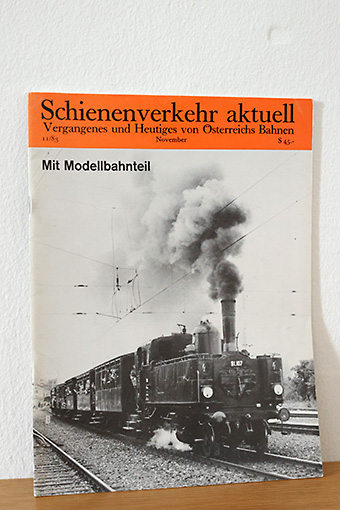 Schienenverkehr aktuell
Vergangenes und Heutiges von Österreichs Bahnen
11/83 November S 45,-
Mit Modellbahnteil
91.107